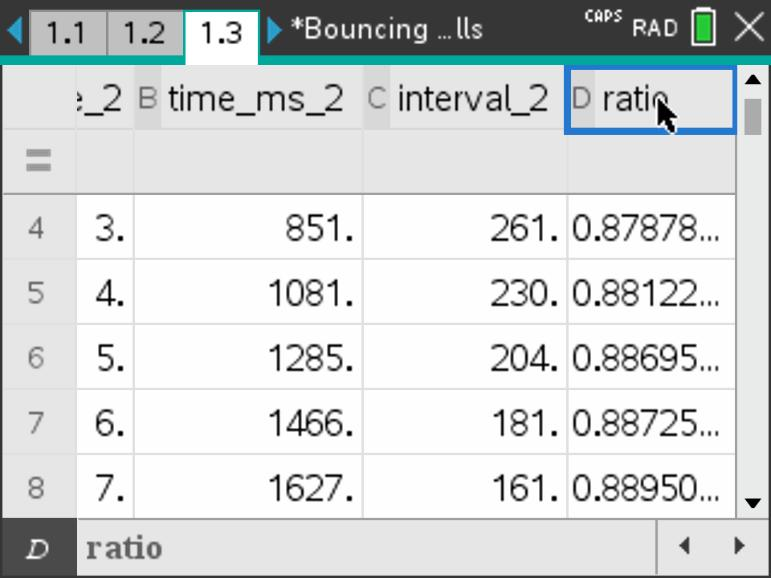 1.1 1.2 1.3 *Bouncing …lls CAPS RAD
e_2 B time_ms_2 C interval_2 D ratio
=
4 3. 851. 261. 0.87878…
5 4. 1081. 230. 0.88122…
6 5. 1285. 204. 0.88695…
7 6. 1466. 181. 0.88725…
8 7. 1627. 161. 0.88950…
D ratio